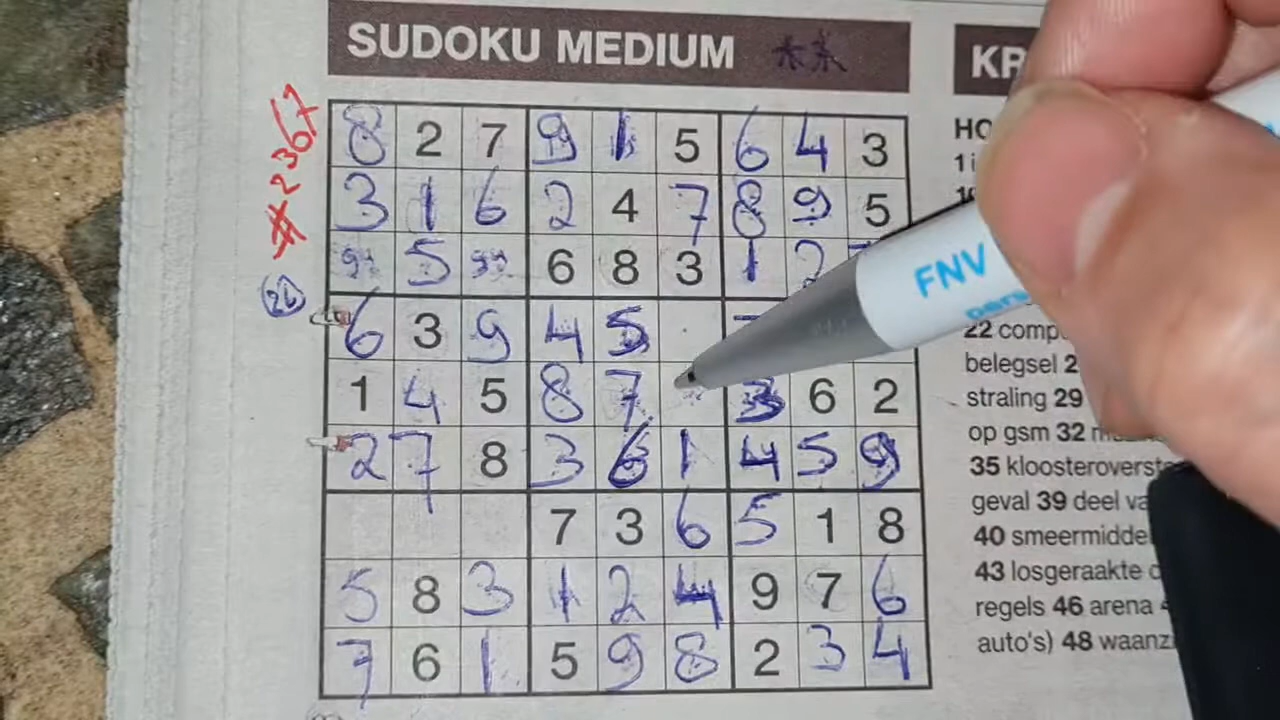 SUDOKU MEDIUM **
KR
# 2367
HO
8 2 7 9 1 5 6 4 3
1 i
3 1 6 2 4 7 8 9 5
5 6 8 3 1 2
26
6 3 9 4 5
22 comp
FNV
belegsel 2
1 4 5 8 7 3 6 2
straling 29
op gsm 32
2 7 8 3 6 1 4 5 9
35 kloosteroverste
geval 39 deel va
7 3 6 5 1 8
40 smeermiddel
43 losgeraakte
5 8 3 1 2 4 9 7 6
regels 46 arena
7 6 1 5 9 8 2 3 4
auto's) 48 waanzi